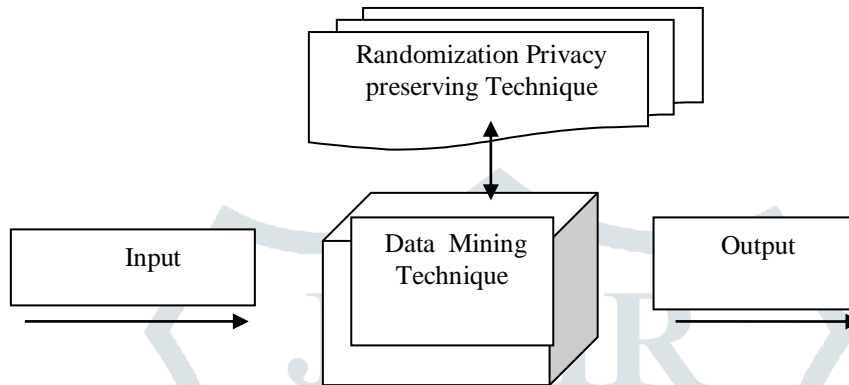 Randomization Privacy
preserving Technique
Input
Data Mining
Technique
Output